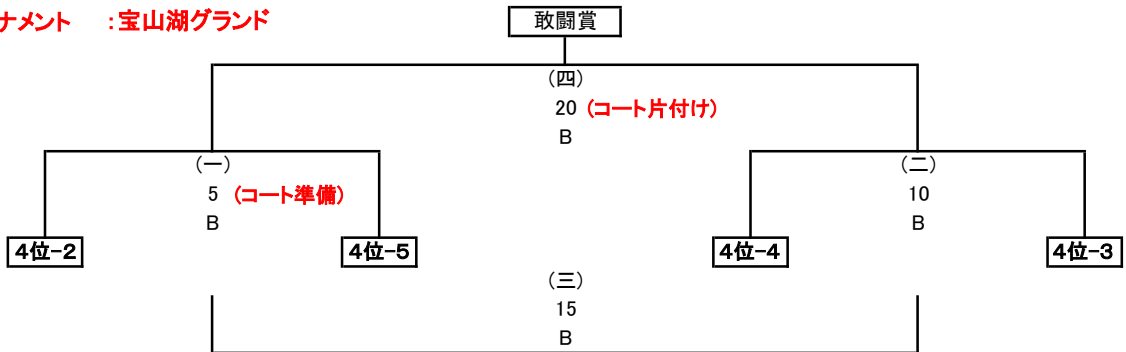 ナメント :宝山湖グランド
敢闘賞
(四)
20 (コート片付け)
B
(一)
5 (コート準備)
B
(二)
10
B
4位-2
4位-5
4位-4
4位-3
(三)
15
B